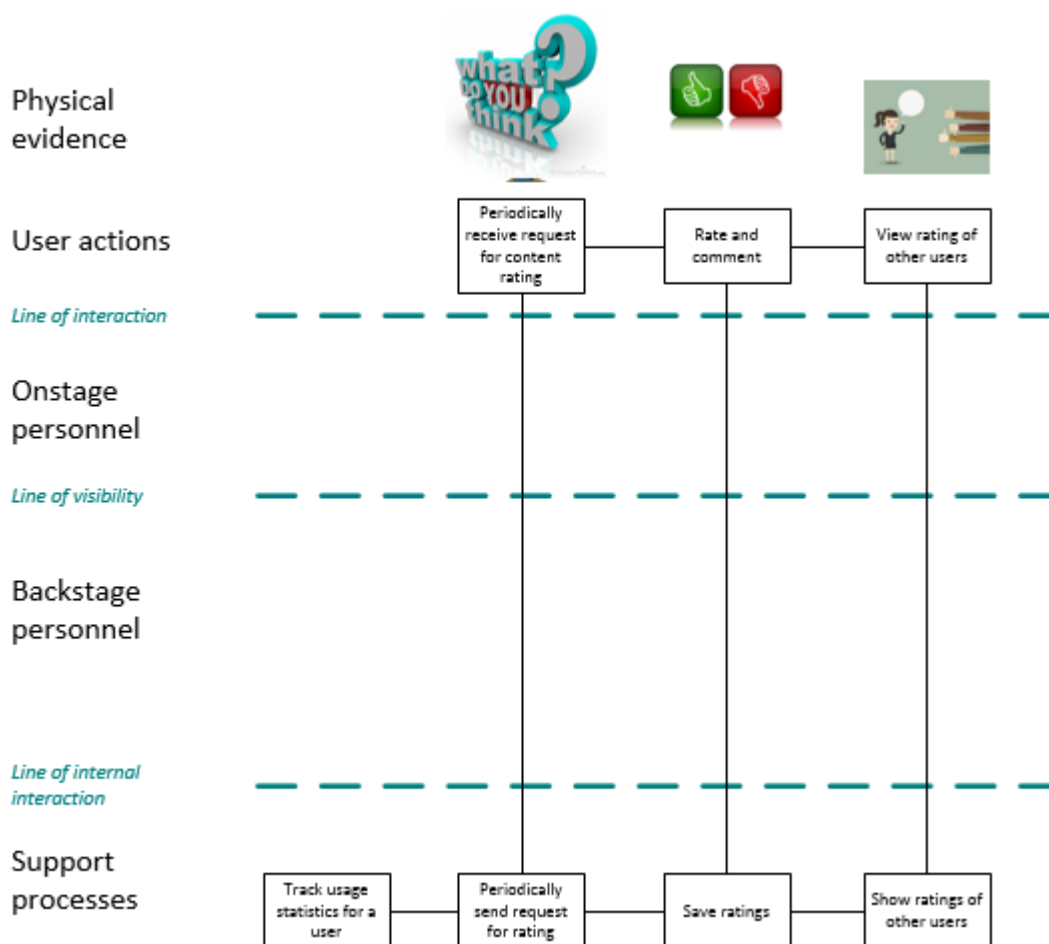 what
DO YOU
think
?
Physical
evidence
Periodically
receive request
for content
rating
Rate and
comment
View rating of
other users
User actions
Line of interaction
Onstage
personnel
Line of visibility
Backstage
personnel
Line of internal
interaction
Support
processes
Track usage
statistics for a
user
Periodically
send request
for rating
Save ratings
Show ratings of
other users